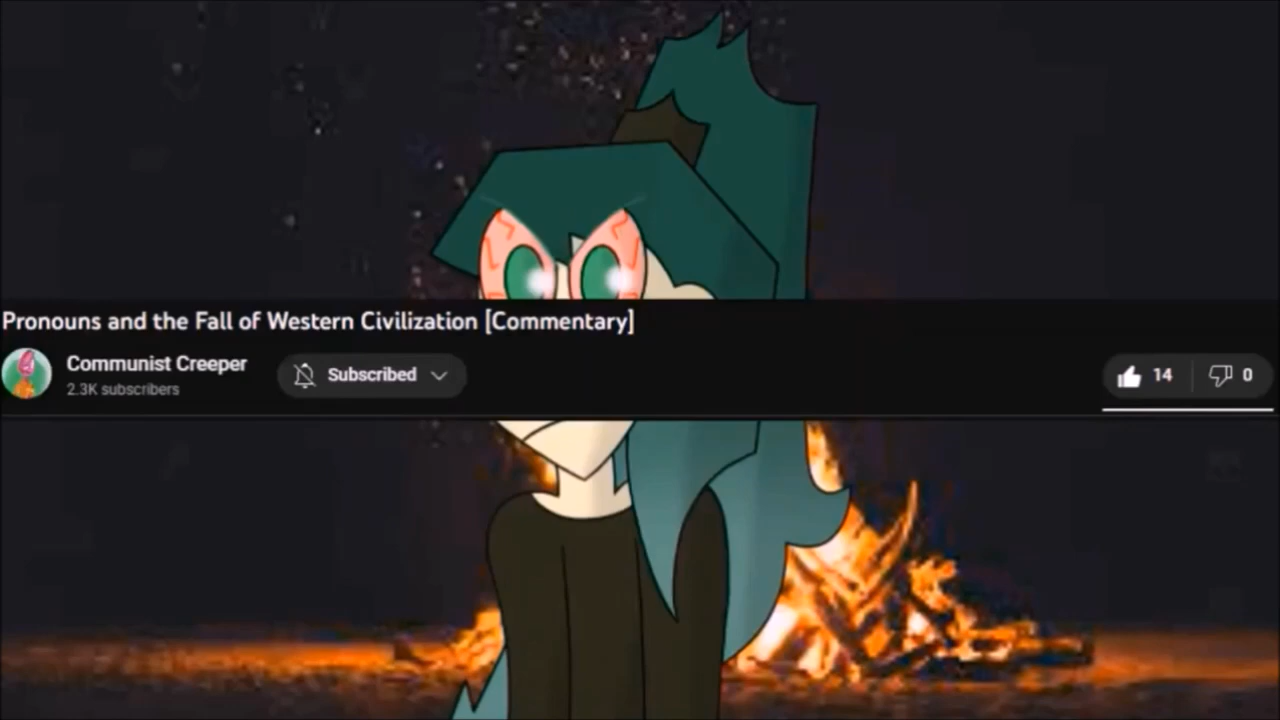 Pronouns and the Fall of Western Civilization [Commentary]
Communist Creeper
2.3K subscribers
Subscribed
14
0